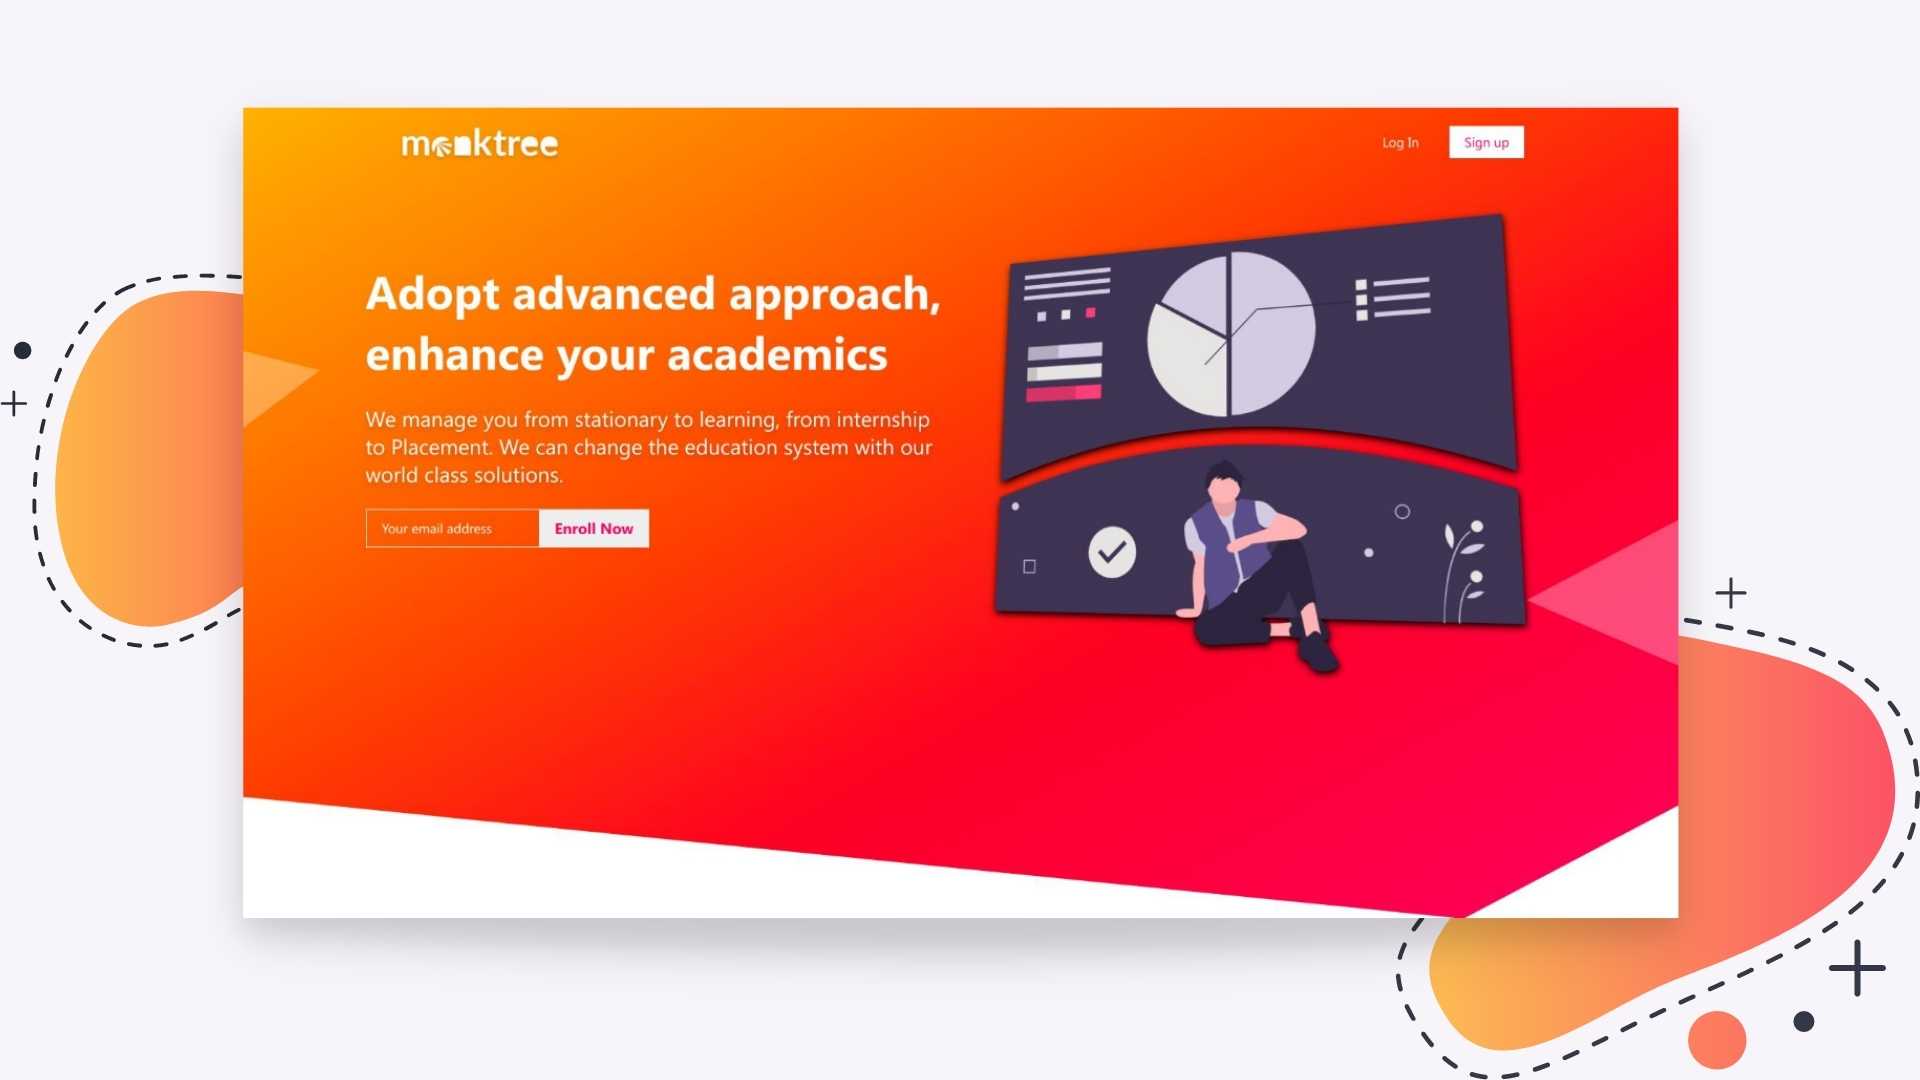 monktree
Log In
Sign up
Adopt advanced approach,
enhance your academics
We manage you from stationary to learning, from internship
to Placement. We can change the education system with our
world class solutions.
Your email address
Enroll Now